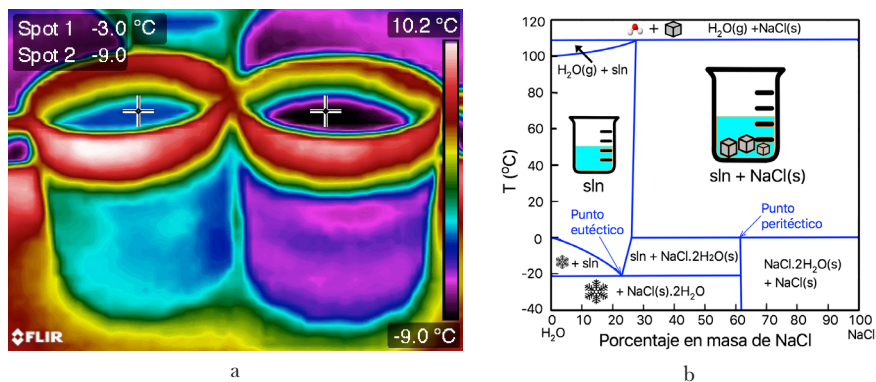 Spot 1 -3.0 °C
Spot 2 -9.0
10.2 °C
-9.0 °C
FLIR
a
T (°C)
120
100
80
60
40
20
0
-20
-40
+
H₂O(g) +NaCl(s)
H₂O(g) + sln
sln
sln + NaCl(s)
Punto
eutéctico
Punto
peritéctico
+ sln
sln + NaCl.2H₂O(s)
NaCl.2H₂O(s)
+ NaCl(s)
+ NaCl(s).2H₂O
0 10 20 30 40 50 60 70 80 90 100
H₂O
NaCl
Porcentaje en masa de NaCl
b